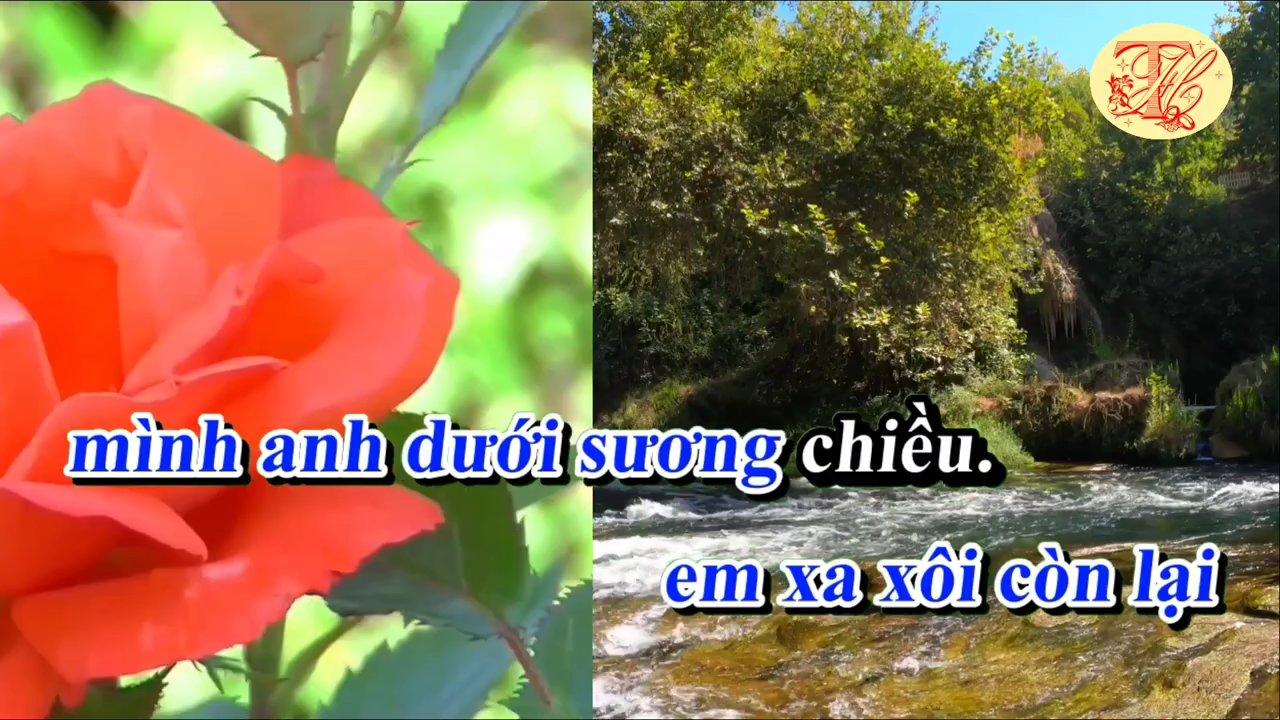 mình anh dưới sương chiều.
em xa xôi còn lại